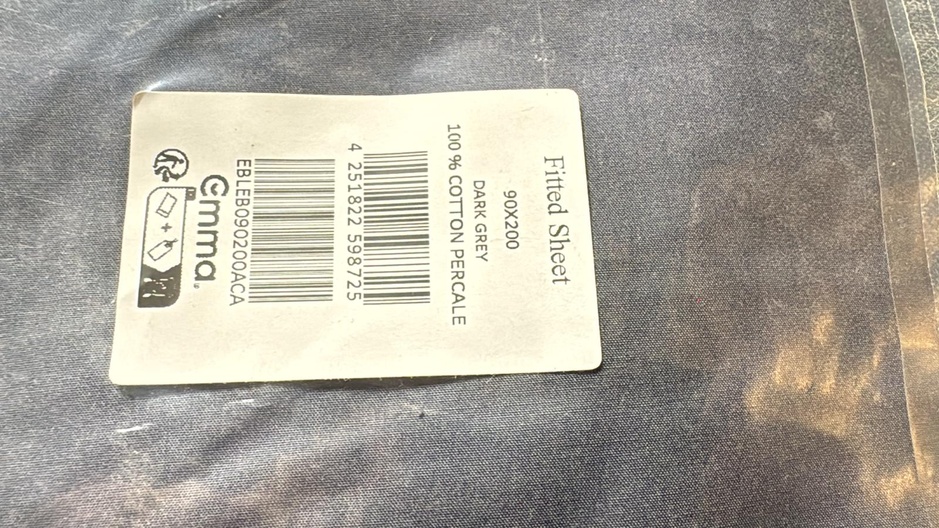 Fitted Sheet
90X200
DARK GREY
100 % COTTON PERCALE
4 251822 598725
EBLEB090200ACA
emma®